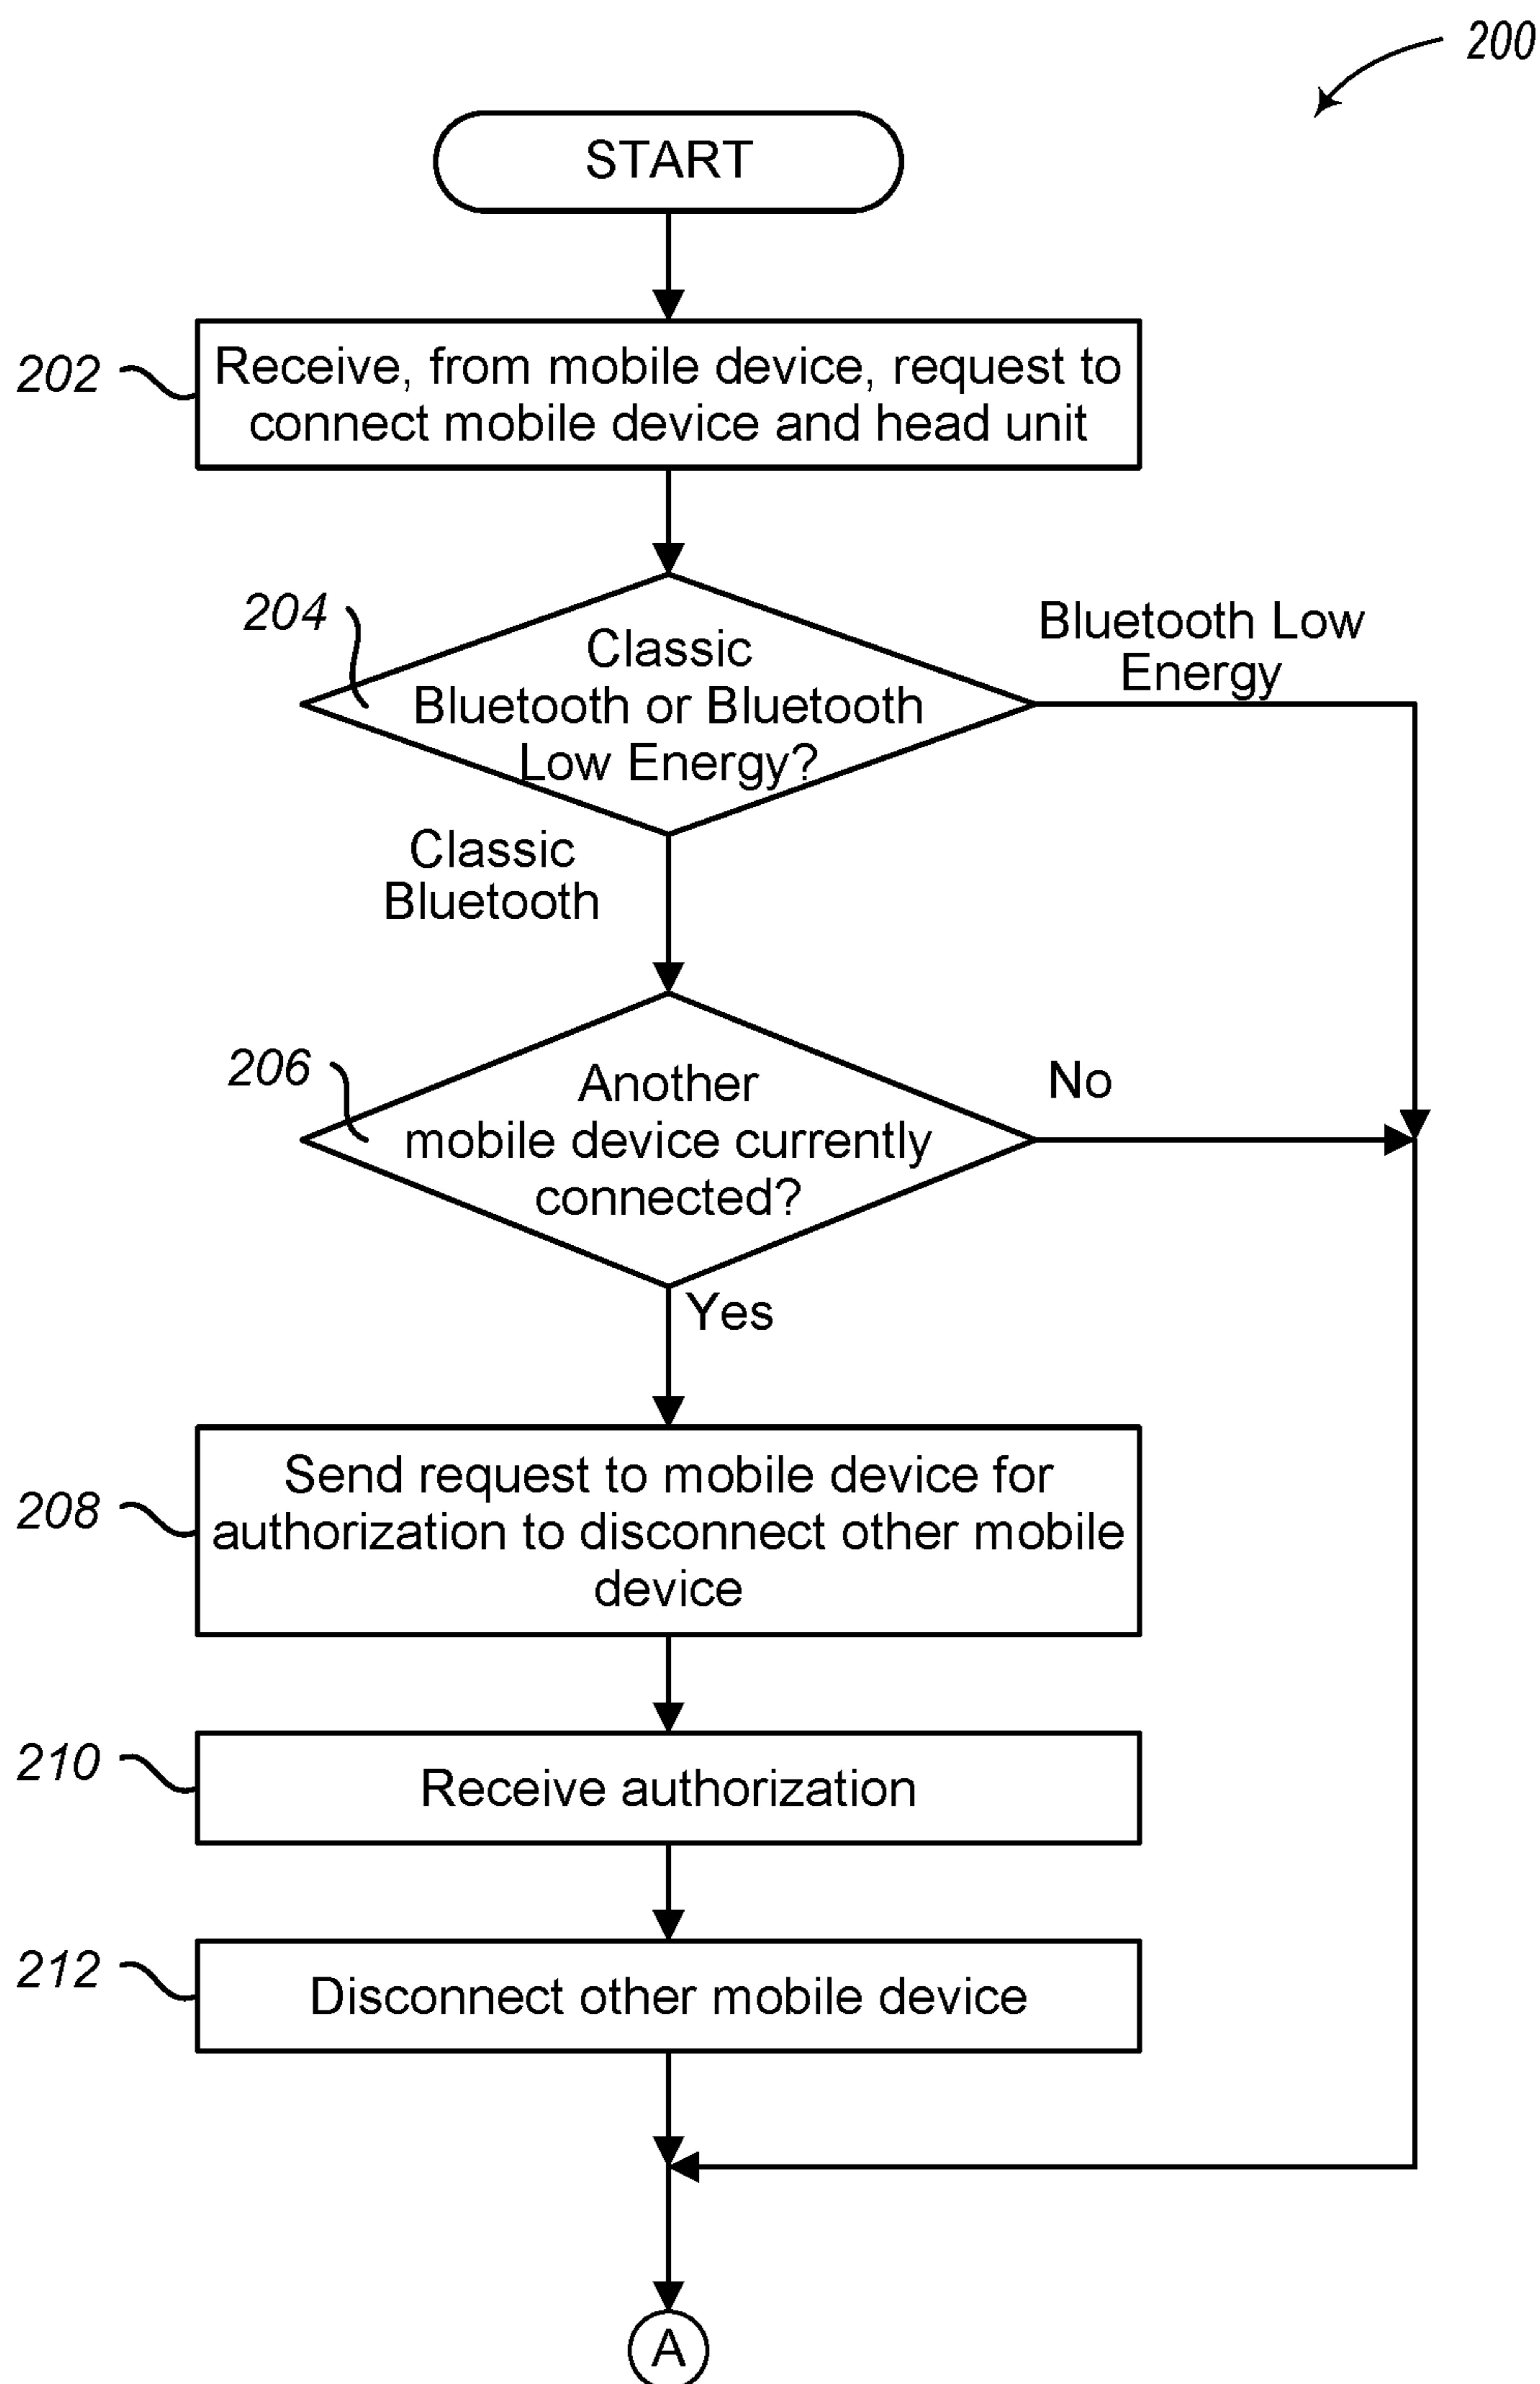 200
START
202
Receive, from mobile device, request to
connect mobile device and head unit
204
Classic
Bluetooth or Bluetooth
Low Energy?
Bluetooth Low
Energy
Classic
Bluetooth
206
Another
mobile device currently
connected?
No
Yes
208
Send request to mobile device for
authorization to disconnect other mobile
device
210
Receive authorization
212
Disconnect other mobile device
A